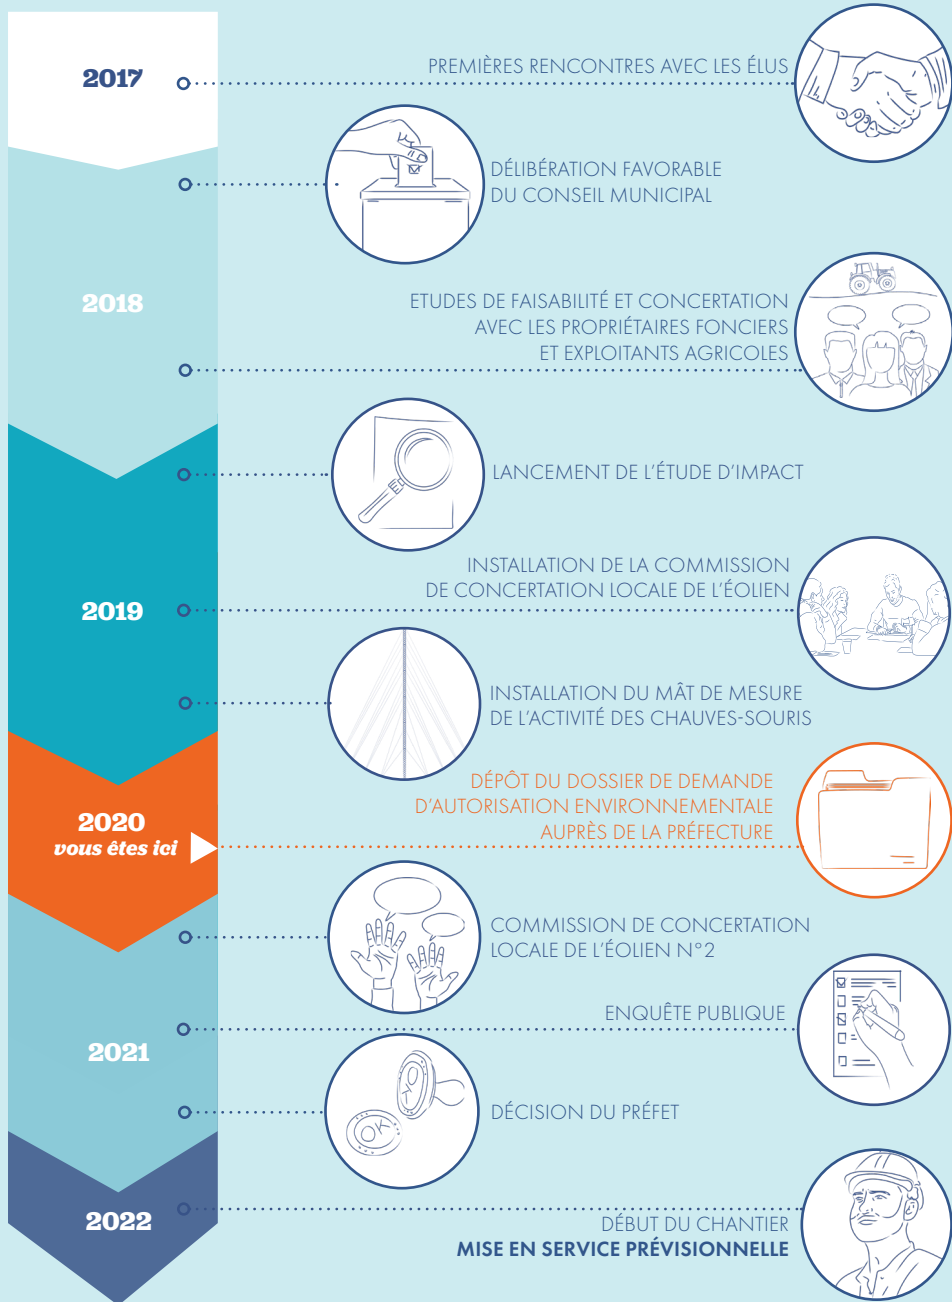 2017
PREMIÈRES RENCONTRES AVEC LES ÉLUS
DÉLIBÉRATION FAVORABLE
DU CONSEIL MUNICIPAL
2018
ETUDES DE FAISABILITÉ ET CONCERTATION
AVEC LES PROPRIÉTAIRES FONCIERS
ET EXPLOITANTS AGRICOLES
LANCEMENT DE L'ÉTUDE D'IMPACT
2019
INSTALLATION DE LA COMMISSION
DE CONCERTATION LOCALE DE L'ÉOLIEN
INSTALLATION DU MÂT DE MESURE
DE L'ACTIVITÉ DES CHAUVES-SOURIS
2020
vous êtes ici
DÉPÔT DU DOSSIER DE DEMANDE
D'AUTORISATION ENVIRONNEMENTALE
AUPRÈS DE LA PRÉFECTURE
COMMISSION DE CONCERTATION
LOCALE DE L'ÉOLIEN N°2
2021
ENQUÊTE PUBLIQUE
OK
OK
DÉCISION DU PRÉFET
2022
DÉBUT DU CHANTIER
MISE EN SERVICE PRÉVISIONNELLE